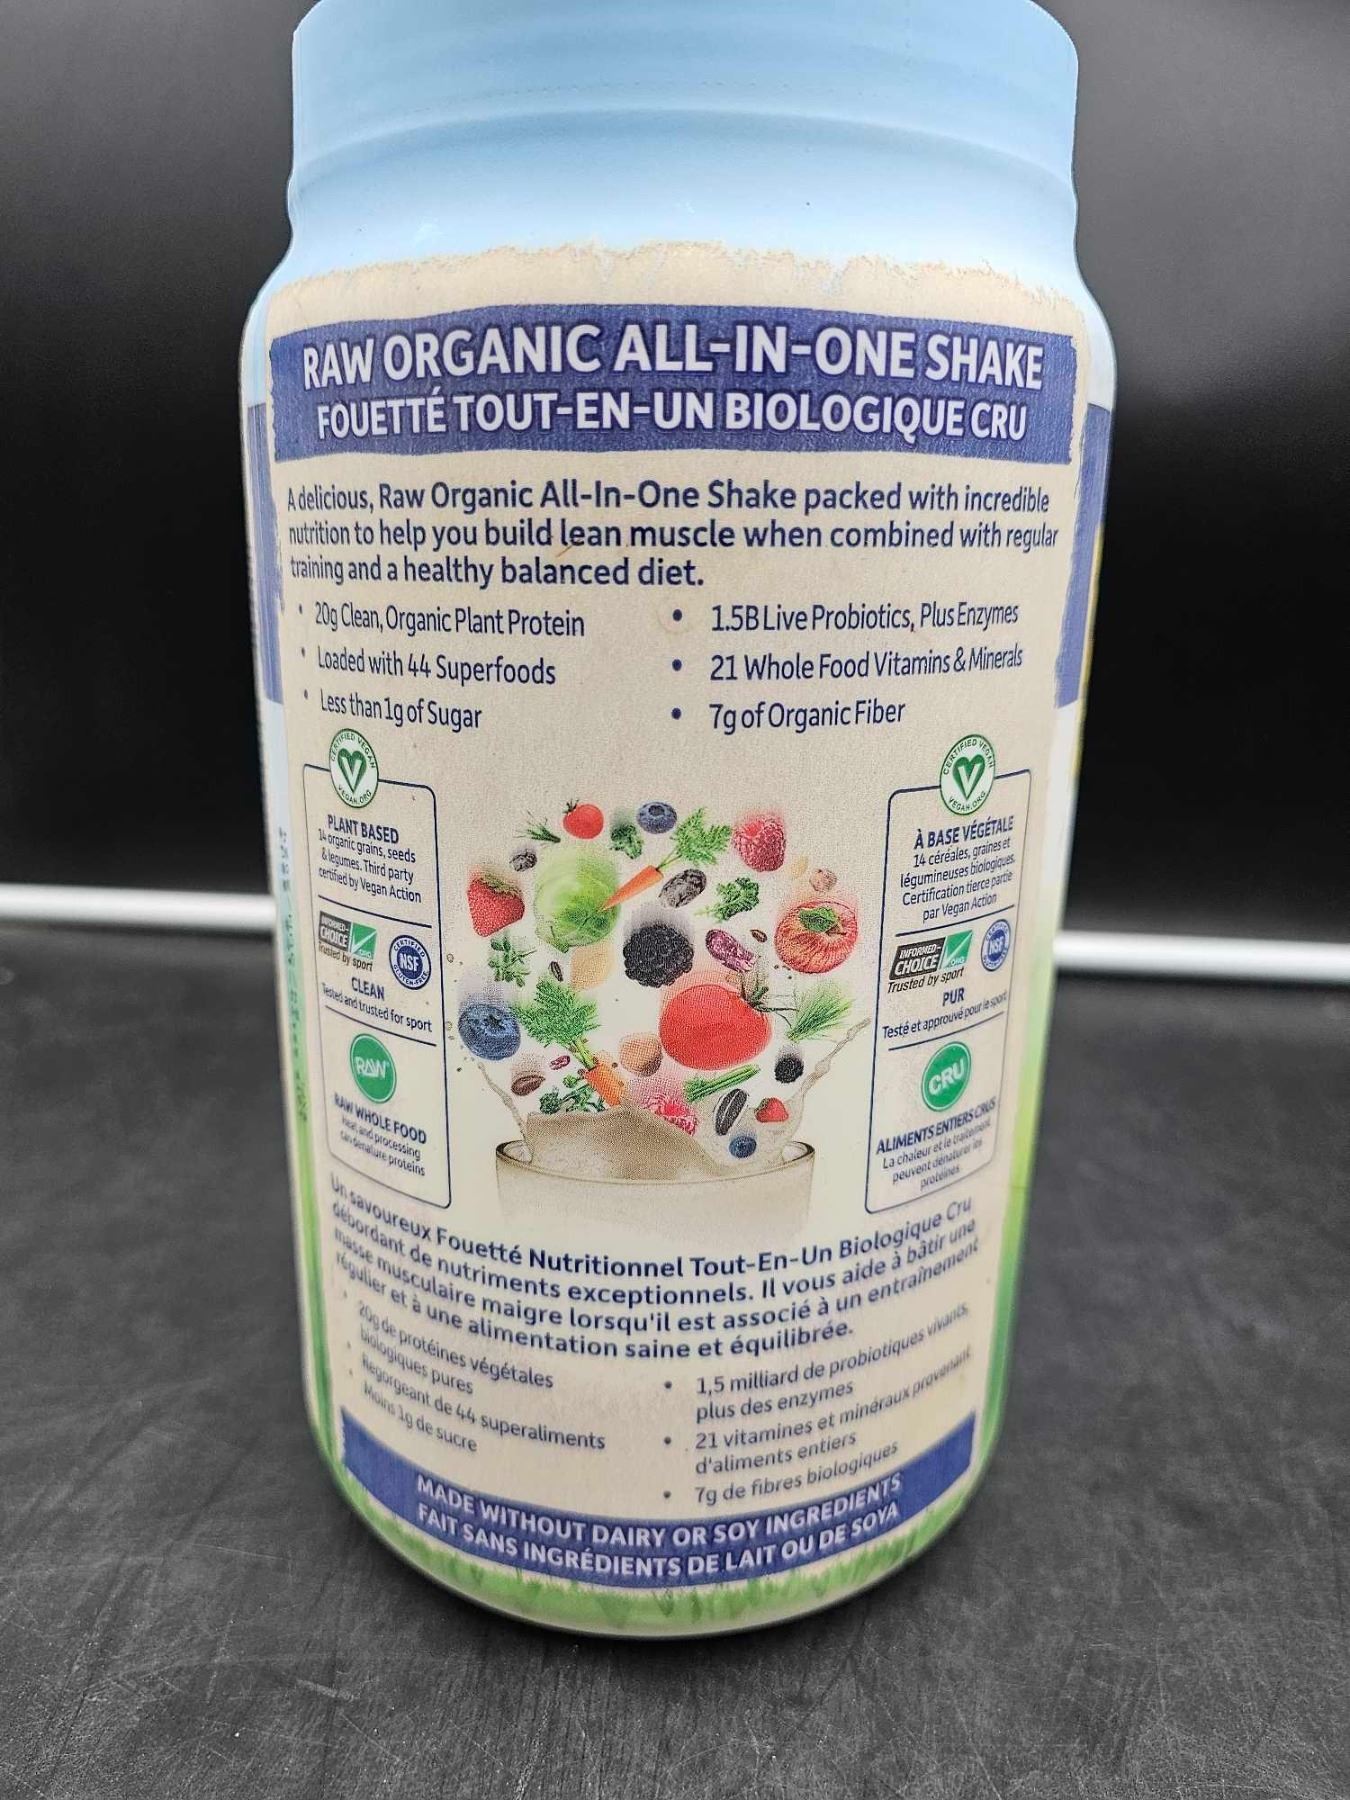 RAW ORGANIC ALL-IN-ONE SHAKE
FOUETTÉ TOUT-EN-UN BIOLOGIQUE CRU
A delicious, Raw Organic All-In-One Shake packed with incredible
nutrition to help you build lean muscle when combined with regular
training and a healthy balanced diet.
• 20g Clean, Organic Plant Protein
• Loaded with 44 Superfoods
• Less than 1g of Sugar
• 1.5B Live Probiotics, Plus Enzymes
• 21 Whole Food Vitamins & Minerals
• 7g of Organic Fiber
CERTIFIED VEGAN
VEGAN.ORG
PLANT BASED
14 organic grains, seeds
& legumes. Third party
certified by Vegan Action
INFORMED-
CHOICE
.ORG
Trusted by sport
CERTIFIED
NSF
GLUTEN-FREE
CLEAN
Tested and trusted for sport
RAW
RAW WHOLE FOOD
Heat and processing
can denature proteins
CERTIFIED VEGAN
VEGAN.ORG
À BASE VÉGÉTALE
14 céréales, graines et
légumineuses biologiques.
Certification tierce partie
par Vegan Action
INFORMED-
CHOICE
.ORG
Trusted by sport
NSF
PUR
Testé et approuvé pour le sport
CRU
ALIMENTS ENTIERS CRUS
La chaleur et le traitement
peuvent dénaturer les
protéines
Un savoureux Fouetté Nutritionnel Tout-En-Un Biologique Cru
débordant de nutriments exceptionnels. Il vous aide à bâtir une
masse musculaire maigre lorsqu'il est associé à un entraînement
régulier et à une alimentation saine et équilibrée.
• 20g de protéines végétales
biologiques pures
• Regorgeant de 44 superaliments
• Moins 1g de sucre
• 1,5 milliard de probiotiques vivants,
plus des enzymes
• 21 vitamines et minéraux provenant
d'aliments entiers
• 7g de fibres biologiques
MADE WITHOUT DAIRY OR SOY INGREDIENTS
FAIT SANS INGRÉDIENTS DE LAIT OU DE SOYA